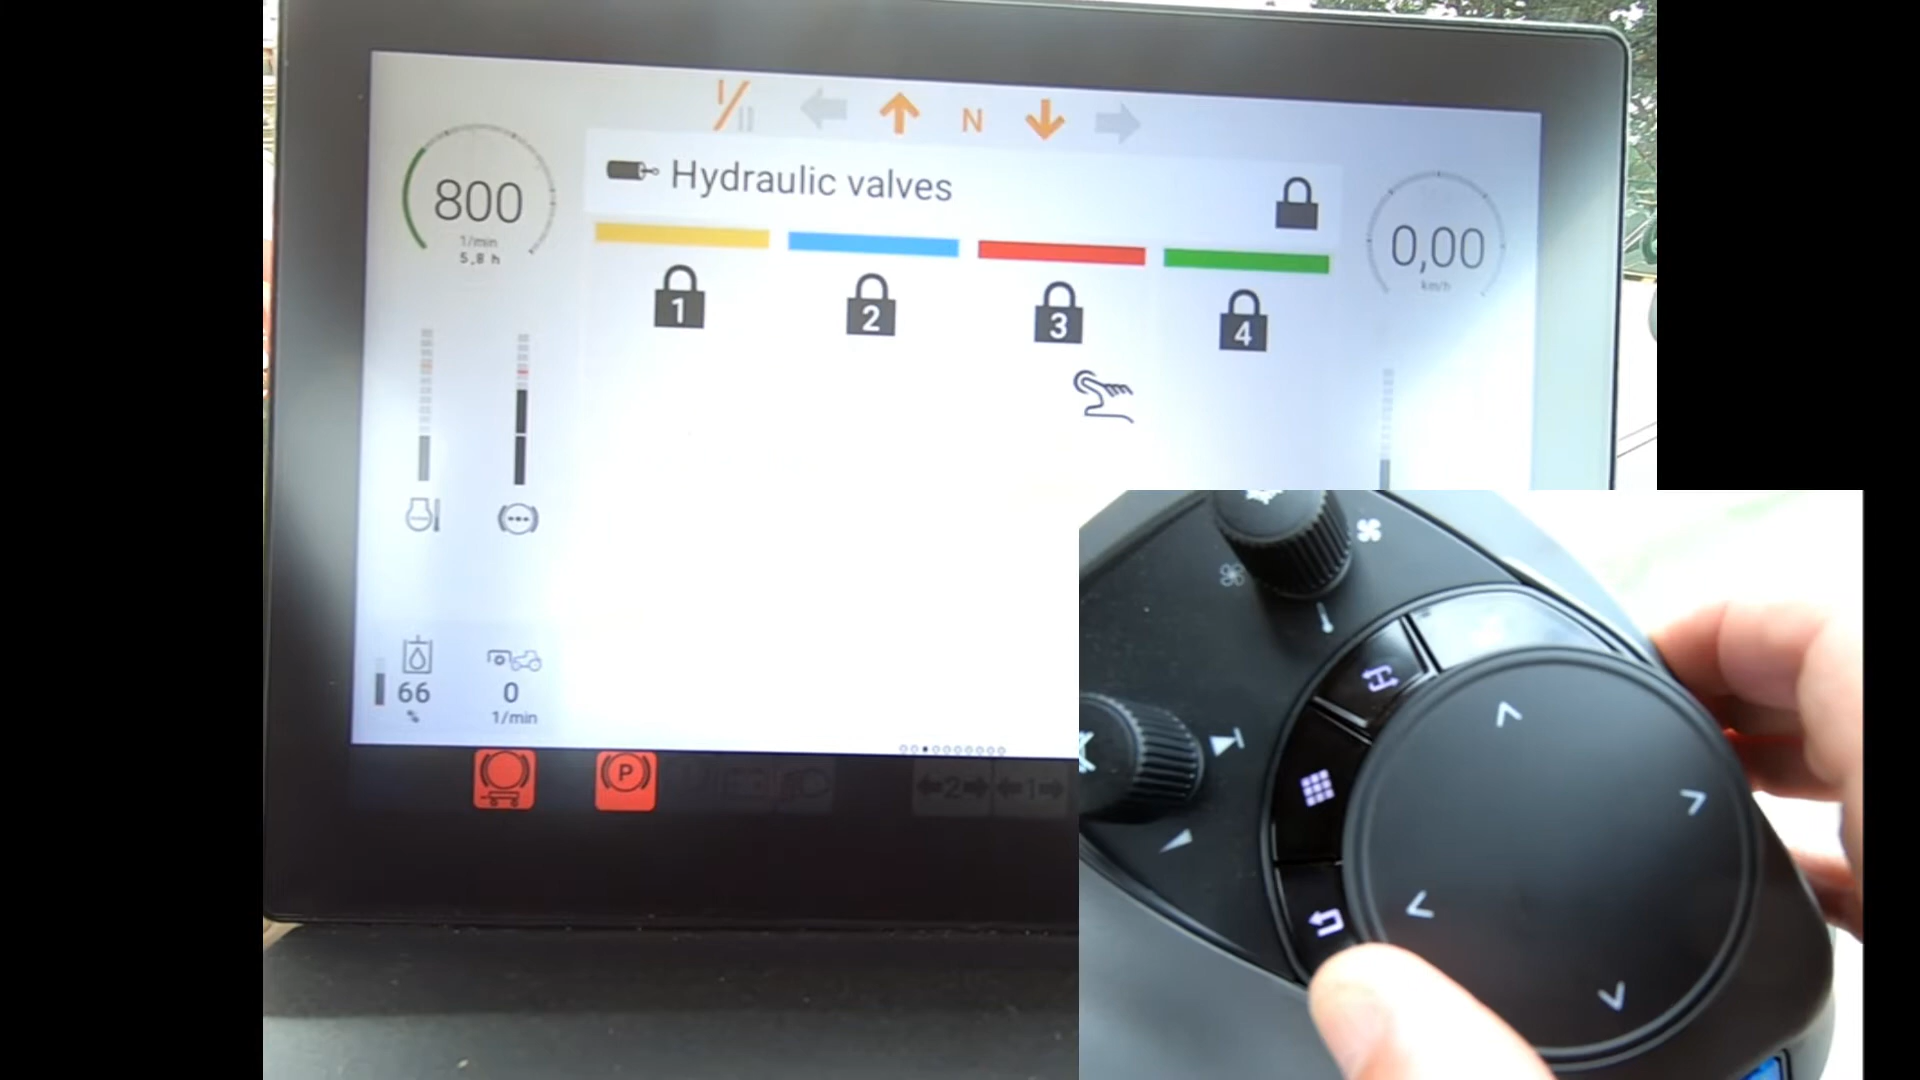 I/II
N
Hydraulic valves
800
1/min
5,8 h
0,00
km/h
1 2 3 4
66
%
0
1/min
P
2 1